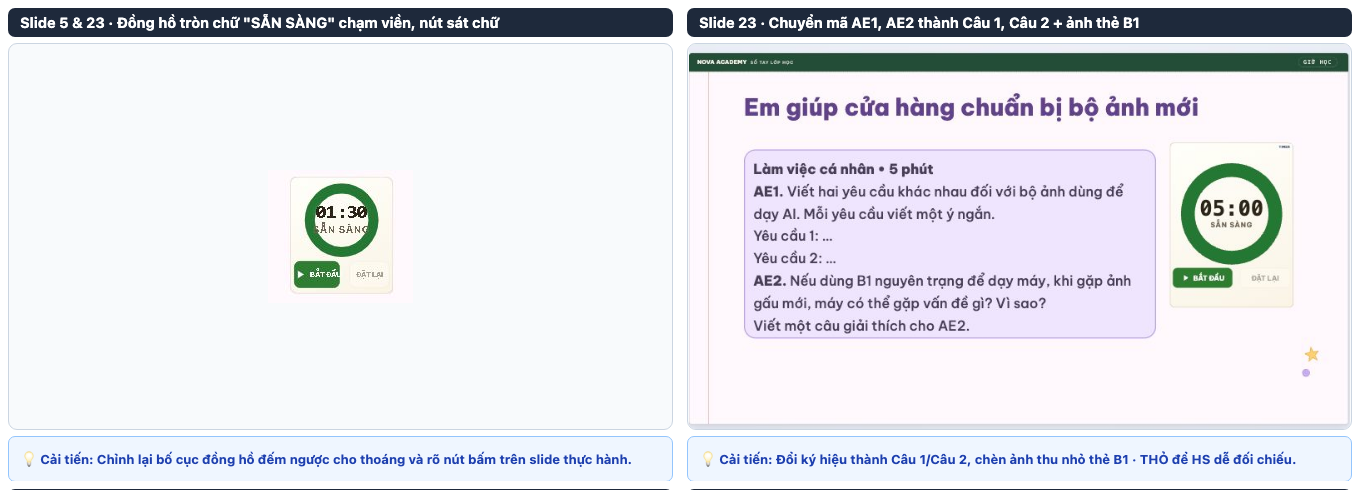 Slide 5 & 23 · Đồng hồ tròn chữ "SẴN SÀNG" chạm viền, nút sát chữ
01:30
SẴN SÀNG
▶ BẮT ĐẦU
ĐẶT LẠI
💡 Cải tiến: Chỉnh lại bố cục đồng hồ đếm ngược cho thoáng và rõ nút bấm trên slide thực hành.
Slide 23 · Chuyển mã AE1, AE2 thành Câu 1, Câu 2 + ảnh thẻ B1
NOVA ACADEMY SỔ TAY LỚP HỌC
GIỜ HỌC
Em giúp cửa hàng chuẩn bị bộ ảnh mới
Làm việc cá nhân • 5 phút
AE1. Viết hai yêu cầu khác nhau đối với bộ ảnh dùng để
dạy AI. Mỗi yêu cầu viết một ý ngắn.
Yêu cầu 1: ...
Yêu cầu 2: ...
AE2. Nếu dùng B1 nguyên trạng để dạy máy, khi gặp ảnh
gấu mới, máy có thể gặp vấn đề gì? Vì sao?
Viết một câu giải thích cho AE2.
05:00
SẴN SÀNG
▶ BẮT ĐẦU
ĐẶT LẠI
💡 Cải tiến: Đổi ký hiệu thành Câu 1/Câu 2, chèn ảnh thu nhỏ thẻ B1 · THỎ để HS dễ đối chiếu.